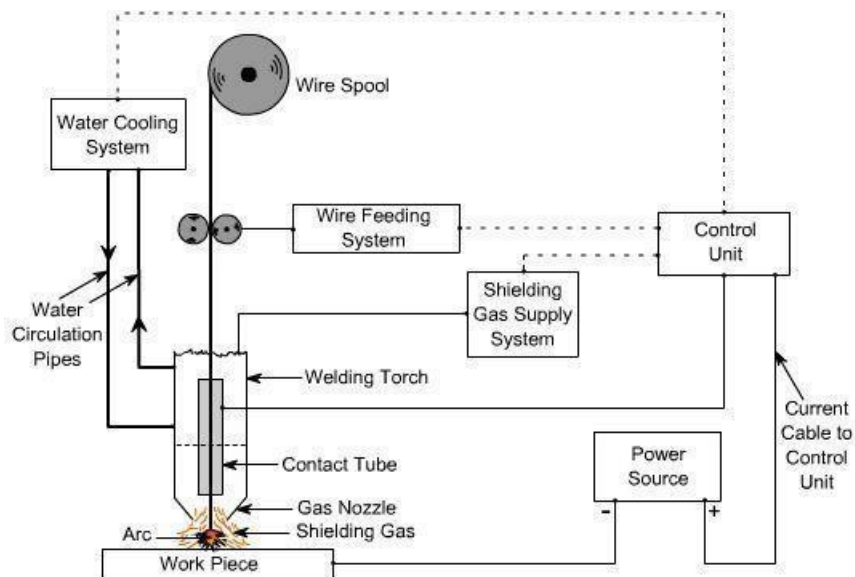 Wire Spool
Water Cooling
System
Wire Feeding
System
Control
Unit
Shielding
Gas Supply
System
Water
Circulation
Pipes
Welding Torch
Current
Cable to
Control
Unit
Contact Tube
Power
Source
- +
Gas Nozzle
Shielding Gas
Arc
Work Piece